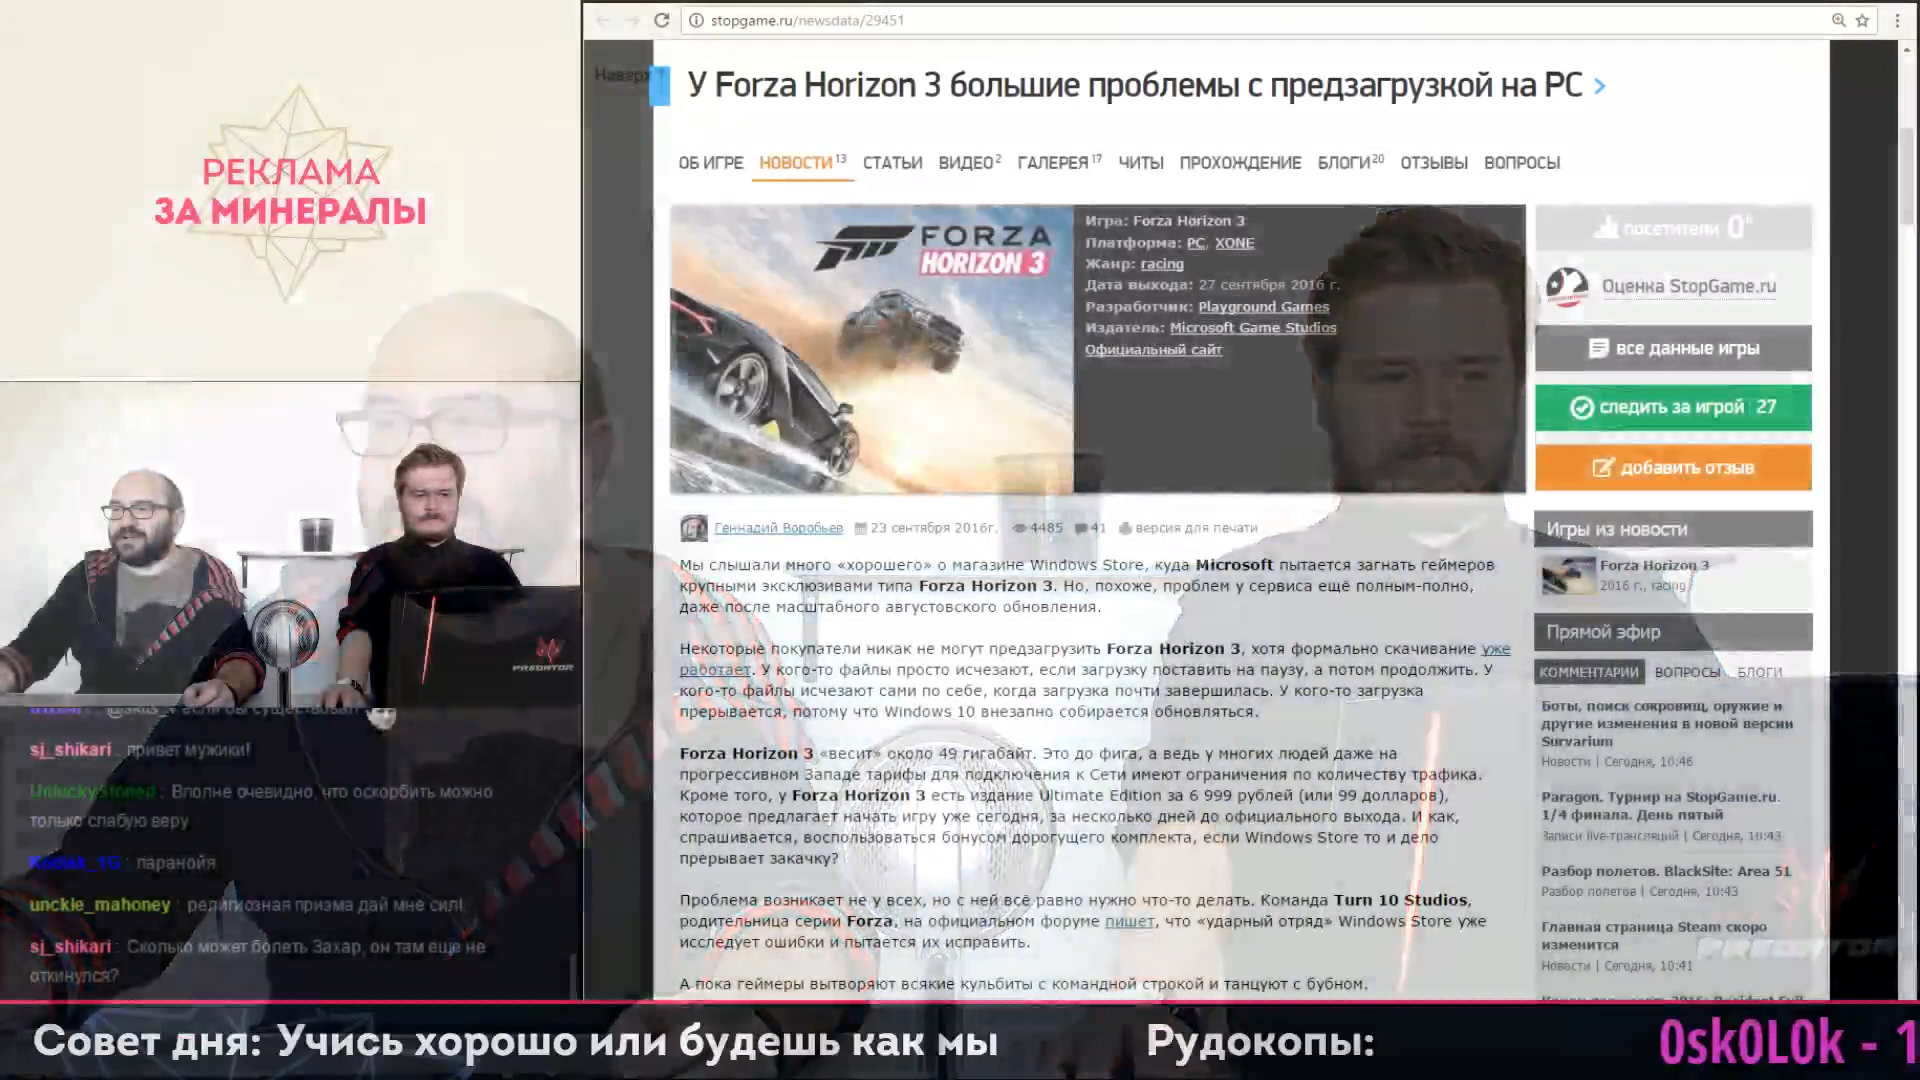 stopgame.ru/newsdata/29451
Наверх
У Forza Horizon 3 большие проблемы с предзагрузкой на PC
ОБ ИГРЕ НОВОСТИ 13 СТАТЬИ ВИДЕО 2 ГАЛЕРЕЯ 17 ЧИТЫ ПРОХОЖДЕНИЕ БЛОГИ 20 ОТЗЫВЫ ВОПРОСЫ
РЕКЛАМА
ЗА МИНЕРАЛЫ
FORZA
HORIZON 3
Игра: Forza Horizon 3
Платформа: PC, XONE
Жанр: racing
Дата выхода: 27 сентября 2016 г.
Разработчик: Playground Games
Издатель: Microsoft Game Studios
Официальный сайт
посетители 0
Оценка StopGame.ru
все данные игры
следить за игрой 27
добавить отзыв
Геннадий Воробьев 23 сентября 2016г. 4485 41 версия для печати
Мы слышали много «хорошего» о магазине Windows Store, куда Microsoft пытается загнать геймеров
крупными эксклюзивами типа Forza Horizon 3. Но, похоже, проблем у сервиса ещё полным-полно,
даже после масштабного августовского обновления.
Некоторые покупатели никак не могут предзагрузить Forza Horizon 3, хотя формально скачивание уже
работает. У кого-то файлы просто исчезают, если загрузку поставить на паузу, а потом продолжить. У
кого-то файлы исчезают сами по себе, когда загрузка почти завершилась. У кого-то загрузка
прерывается, потому что Windows 10 внезапно собирается обновляться.
Forza Horizon 3 «весит» около 49 гигабайт. Это до фига, а ведь у многих людей даже на
прогрессивном Западе тарифы для подключения к Сети имеют ограничения по количеству трафика.
Кроме того, у Forza Horizon 3 есть издание Ultimate Edition за 6 999 рублей (или 99 долларов),
которое предлагает начать игру уже сегодня, за несколько дней до официального выхода. И как,
спрашивается, воспользоваться бонусом дорогущего комплекта, если Windows Store то и дело
прерывает закачку?
Проблема возникает не у всех, но с ней всё равно нужно что-то делать. Команда Turn 10 Studios,
родительница серии Forza, на официальном форуме пишет, что «ударный отряд» Windows Store уже
исследует ошибки и пытается их исправить.
А пока геймеры вытворяют всякие кульбиты с командной строкой и танцуют с бубном.
Игры из новости
Forza Horizon 3
2016 г., racing
Прямой эфир
КОММЕНТАРИИ ВОПРОСЫ БЛОГИ
Боты, поиск сокровищ, оружие и
другие изменения в новой версии
Survarium
Новости | Сегодня, 10:46
Paragon. Турнир на StopGame.ru.
1/4 финала. День пятый
Записи live-трансляций | Сегодня, 10:43
Разбор полетов. BlackSite: Area 51
Разбор полетов | Сегодня, 10:43
Главная страница Steam скоро
изменится
Новости | Сегодня, 10:41
PREDATOR
sj_shikari : привет мужики!
UnluckyStoned : Вполне очевидно, что оскорбить можно
только слабую веру
Kodiak_1G : паранойя
unckle_mahoney : религиозная призма дай мне сил!
sj_shikari : Сколько может болеть Захар, он там еще не
откинулся?
Совет дня: Учись хорошо или будешь как мы
Рудокопы:
0sk0L0k - 1